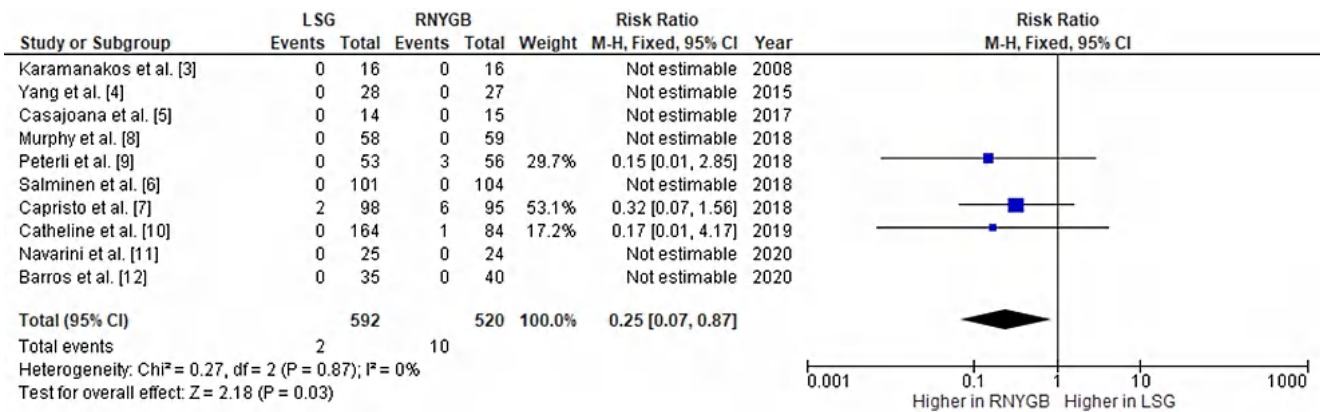 LSG RNYGB Risk Ratio Risk Ratio
Study or Subgroup Events Total Events Total Weight M-H, Fixed, 95% CI Year M-H, Fixed, 95% CI
Karamanakos et al. [3] 0 16 0 16 Not estimable 2008
Yang et al. [4] 0 28 0 27 Not estimable 2015
Casajoana et al. [5] 0 14 0 15 Not estimable 2017
Murphy et al. [8] 0 58 0 59 Not estimable 2018
Peterli et al. [9] 0 53 3 56 29.7% 0.15 [0.01, 2.85] 2018
Salminen et al. [6] 0 101 0 104 Not estimable 2018
Capristo et al. [7] 2 98 6 95 53.1% 0.32 [0.07, 1.56] 2018
Catheline et al. [10] 0 164 1 84 17.2% 0.17 [0.01, 4.17] 2019
Navarini et al. [11] 0 25 0 24 Not estimable 2020
Barros et al. [12] 0 35 0 40 Not estimable 2020
Total (95% CI) 592 520 100.0% 0.25 [0.07, 0.87]
Total events 2 10
Heterogeneity: Chi² = 0.27, df = 2 (P = 0.87); I² = 0%
Test for overall effect: Z = 2.18 (P = 0.03)
0.001 0.1 1 10 1000
Higher in RNYGB Higher in LSG